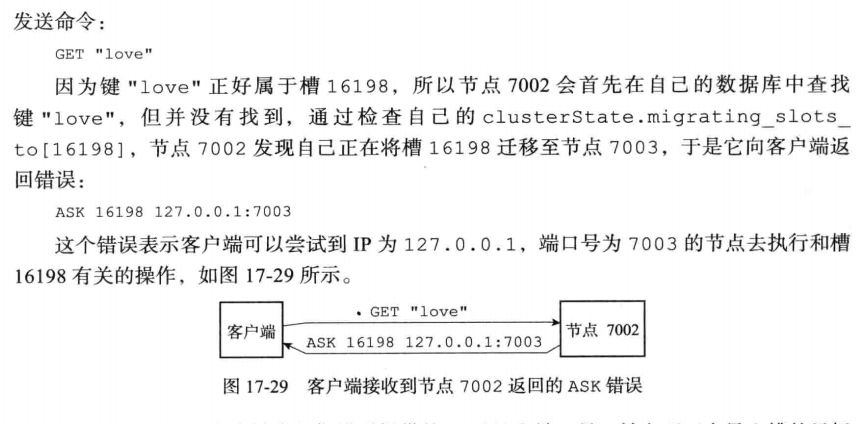 发送命令：
GET "love"
因为键 "love" 正好属于槽 16198，所以节点 7002 会首先在自己的数据库中查找
键 "love"，但并没有找到，通过检查自己的 clusterState.migrating_slots_
to[16198]，节点 7002 发现自己正在将槽 16198 迁移至节点 7003，于是它向客户端返
回错误：
ASK 16198 127.0.0.1:7003
这个错误表示客户端可以尝试到 IP 为 127.0.0.1，端口号为 7003 的节点去执行和槽
16198 有关的操作，如图 17-29 所示。
GET "love"
客户端
节点 7002
ASK 16198 127.0.0.1:7003
图 17-29 客户端接收到节点 7002 返回的 ASK 错误